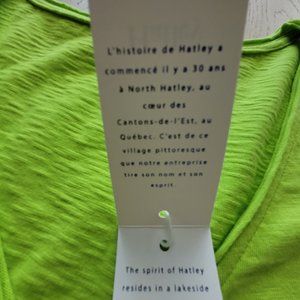 L'histoire de Hatley a
commencé il y a 30 ans
à North Hatley, au
cœur des
Cantons-de-l'Est, au
Québec. C'est de ce
village pittoresque
que notre entreprise
tire son nom et son
esprit.
The spirit of Hatley
resides in a lakeside